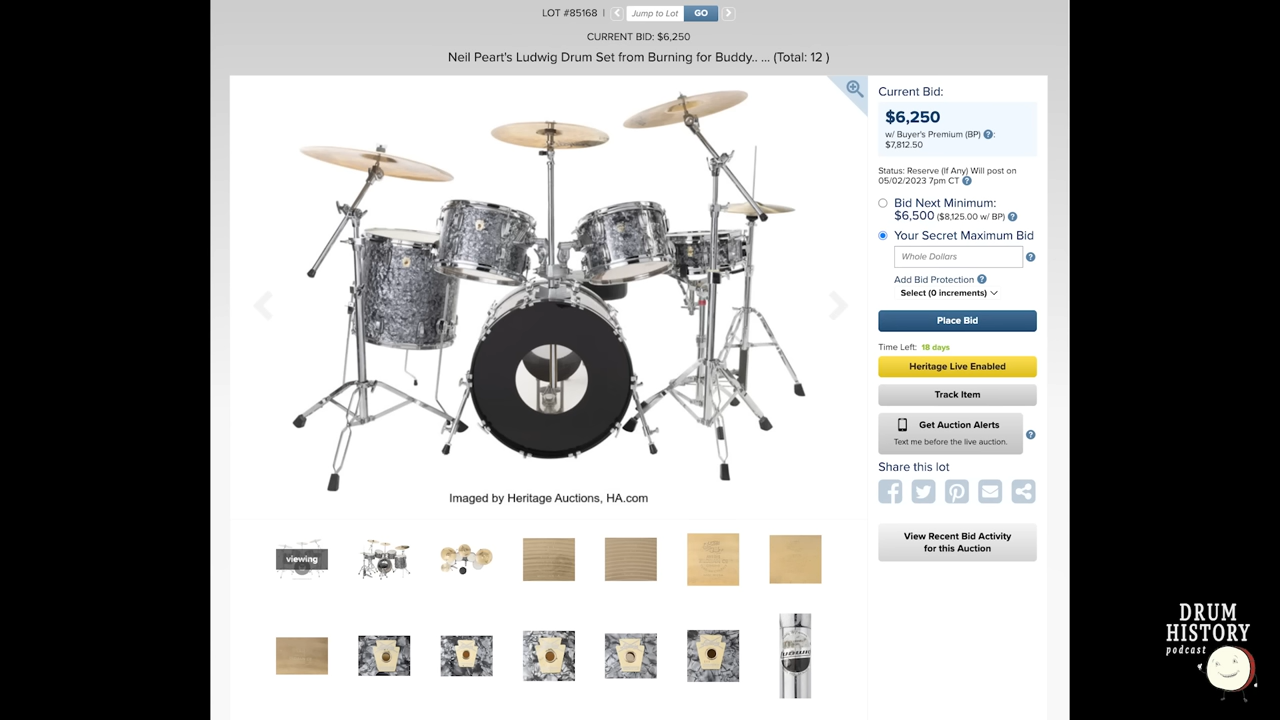 LOT #85168 | Jump to Lot GO
CURRENT BID: $6,250
Neil Peart's Ludwig Drum Set from Burning for Buddy.. ... (Total: 12 )
Current Bid:
$6,250
w/ Buyer's Premium (BP) ? :
$7,812.50
Status: Reserve (If Any) Will post on
05/02/2023 7pm CT ?
Bid Next Minimum:
$6,500 ($8,125.00 w/ BP) ?
Your Secret Maximum Bid
Whole Dollars ?
Add Bid Protection ?
Select (0 increments)
Place Bid
Time Left: 18 days
Heritage Live Enabled
Track Item
Get Auction Alerts
Text me before the live auction. ?
Share this lot
View Recent Bid Activity
for this Auction
Imaged by Heritage Auctions, HA.com
viewing
DRUM
HISTORY
podcast